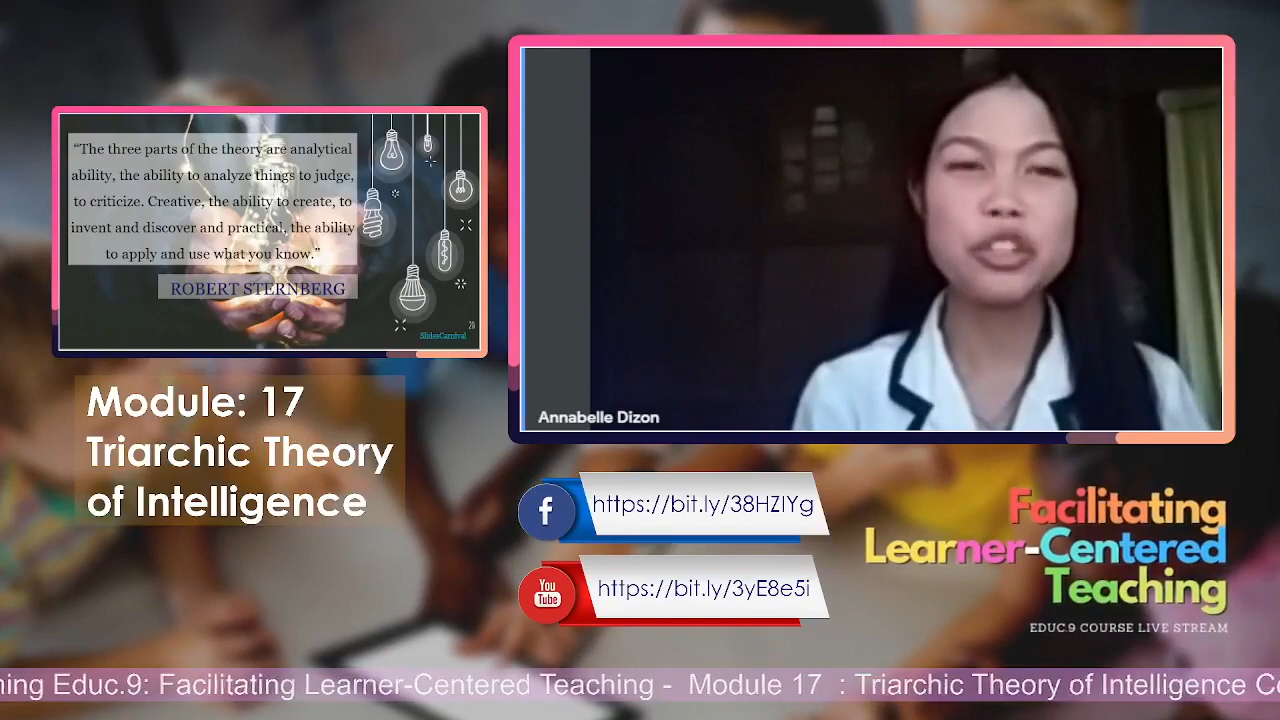 “The three parts of the theory are analytical
ability, the ability to analyze things to judge,
to criticize. Creative, the ability to create, to
invent and discover and practical, the ability
to apply and use what you know.”
ROBERT STERNBERG
20
SlidesCarnival
Module: 17
Triarchic Theory
of Intelligence
Annabelle Dizon
f
https://bit.ly/38HZIYg
You
Tube
https://bit.ly/3yE8e5i
Facilitating
Learner-Centered
Teaching
EDUC.9 COURSE LIVE STREAM
ning Educ.9: Facilitating Learner-Centered Teaching - Module 17 : Triarchic Theory of Intelligence Co